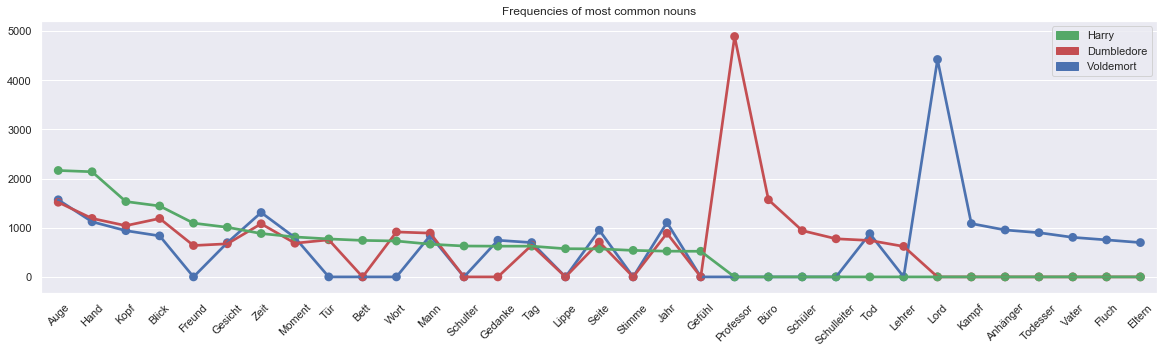 Frequencies of most common nouns
Harry
Dumbledore
Voldemort
5000
4000
3000
2000
1000
0
Auge
Hand
Kopf
Blick
Freund
Gesicht
Zeit
Moment
Tür
Bett
Wort
Mann
Schulter
Gedanke
Tag
Lippe
Seite
Stimme
Jahr
Gefühl
Professor
Büro
Schüler
Schulleiter
Tod
Lehrer
Lord
Kampf
Anhänger
Todesser
Vater
Fluch
Eltern